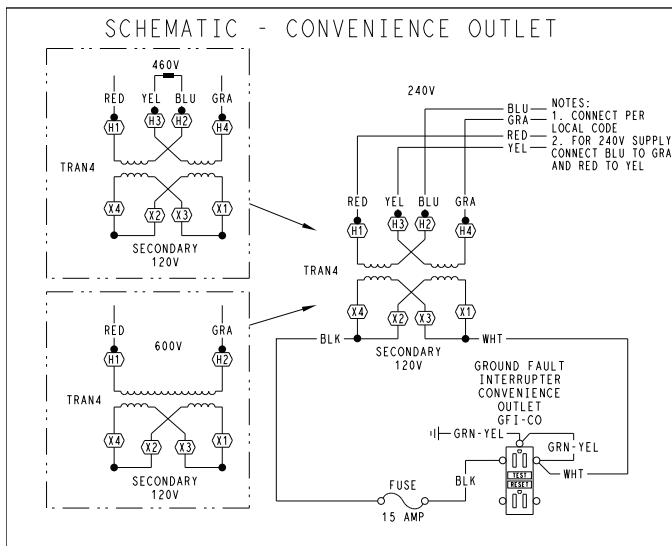 SCHEMATIC - CONVENIENCE OUTLET
460V
RED YEL BLU GRA
H1 H3 H2 H4
TRAN4
X4 X2 X3 X1
SECONDARY
120V
600V
RED GRA
H1 H2
TRAN4
X4 X2 X3 X1
SECONDARY
120V
240V
BLU
GRA
RED
YEL
NOTES:
1. CONNECT PER
LOCAL CODE
2. FOR 240V SUPPLY
CONNECT BLU TO GRA
AND RED TO YEL
RED YEL BLU GRA
H1 H3 H2 H4
TRAN4
X4 X2 X3 X1
BLK
WHT
SECONDARY
120V
GROUND FAULT
INTERRUPTER
CONVENIENCE
OUTLET
GFI-CO
GRN-YEL
GRN-YEL
WHT
BLK
TEST
RESET
FUSE
15 AMP